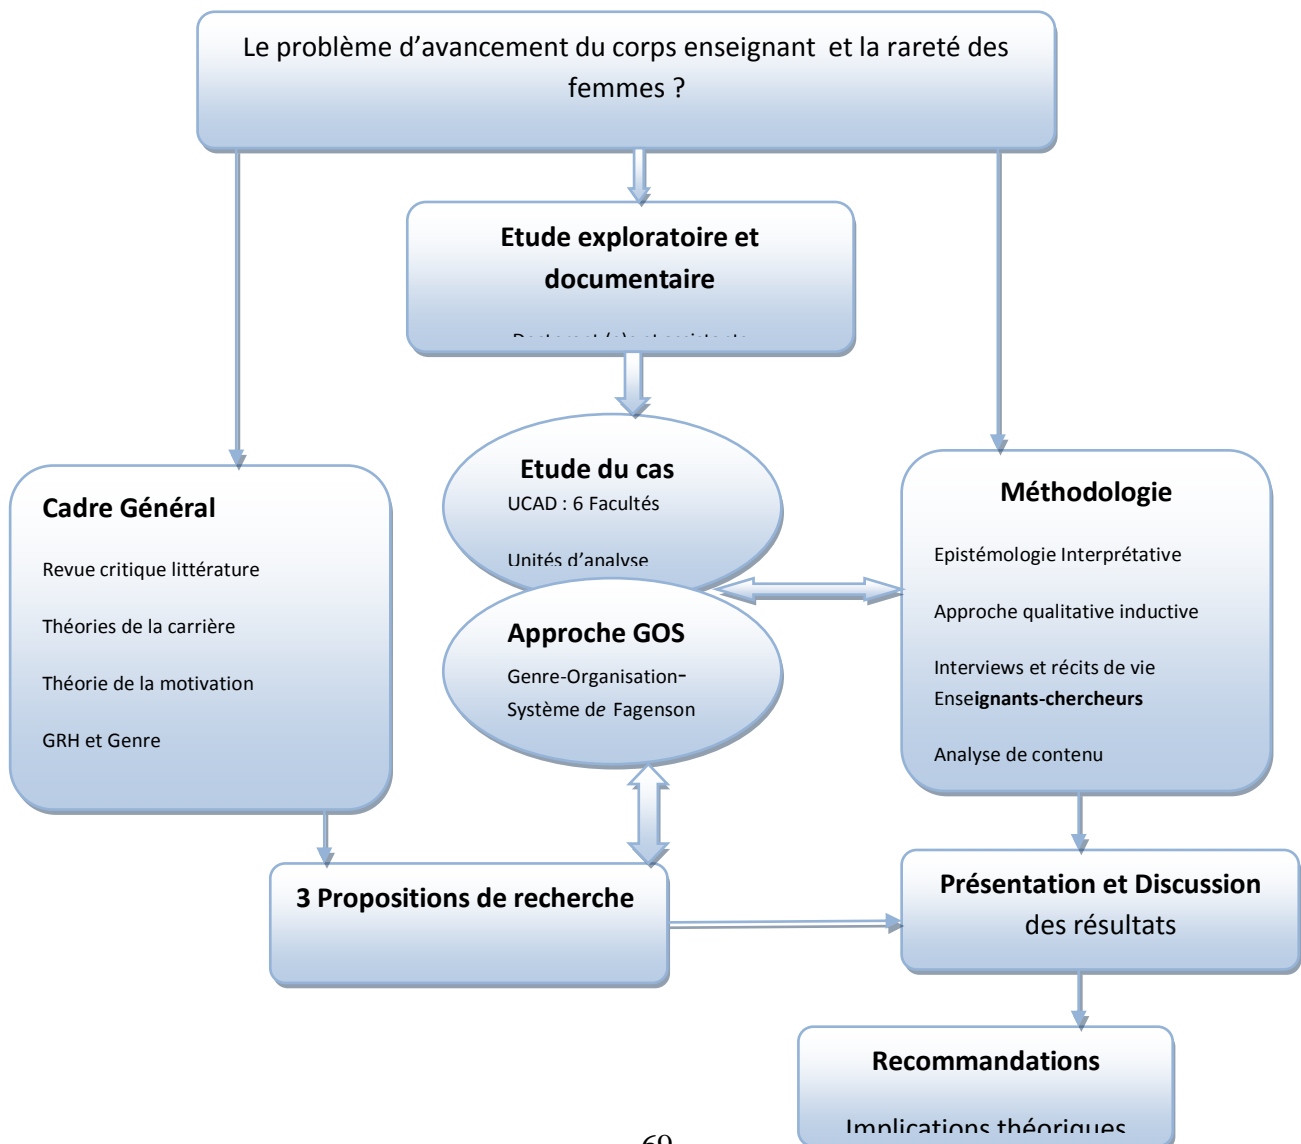 Le problème d’avancement du corps enseignant et la rareté des
femmes ?
Etude exploratoire et
documentaire
Etude du cas
UCAD : 6 Facultés
Unités d’analyse
Cadre Général
Revue critique littérature
Théories de la carrière
Théorie de la motivation
GRH et Genre
Approche GOS
Genre-Organisation-
Système de Fagenson
Méthodologie
Epistémologie Interprétative
Approche qualitative inductive
Interviews et récits de vie
Enseignants-chercheurs
Analyse de contenu
3 Propositions de recherche
Présentation et Discussion
des résultats
Recommandations
Implications théoriques
69